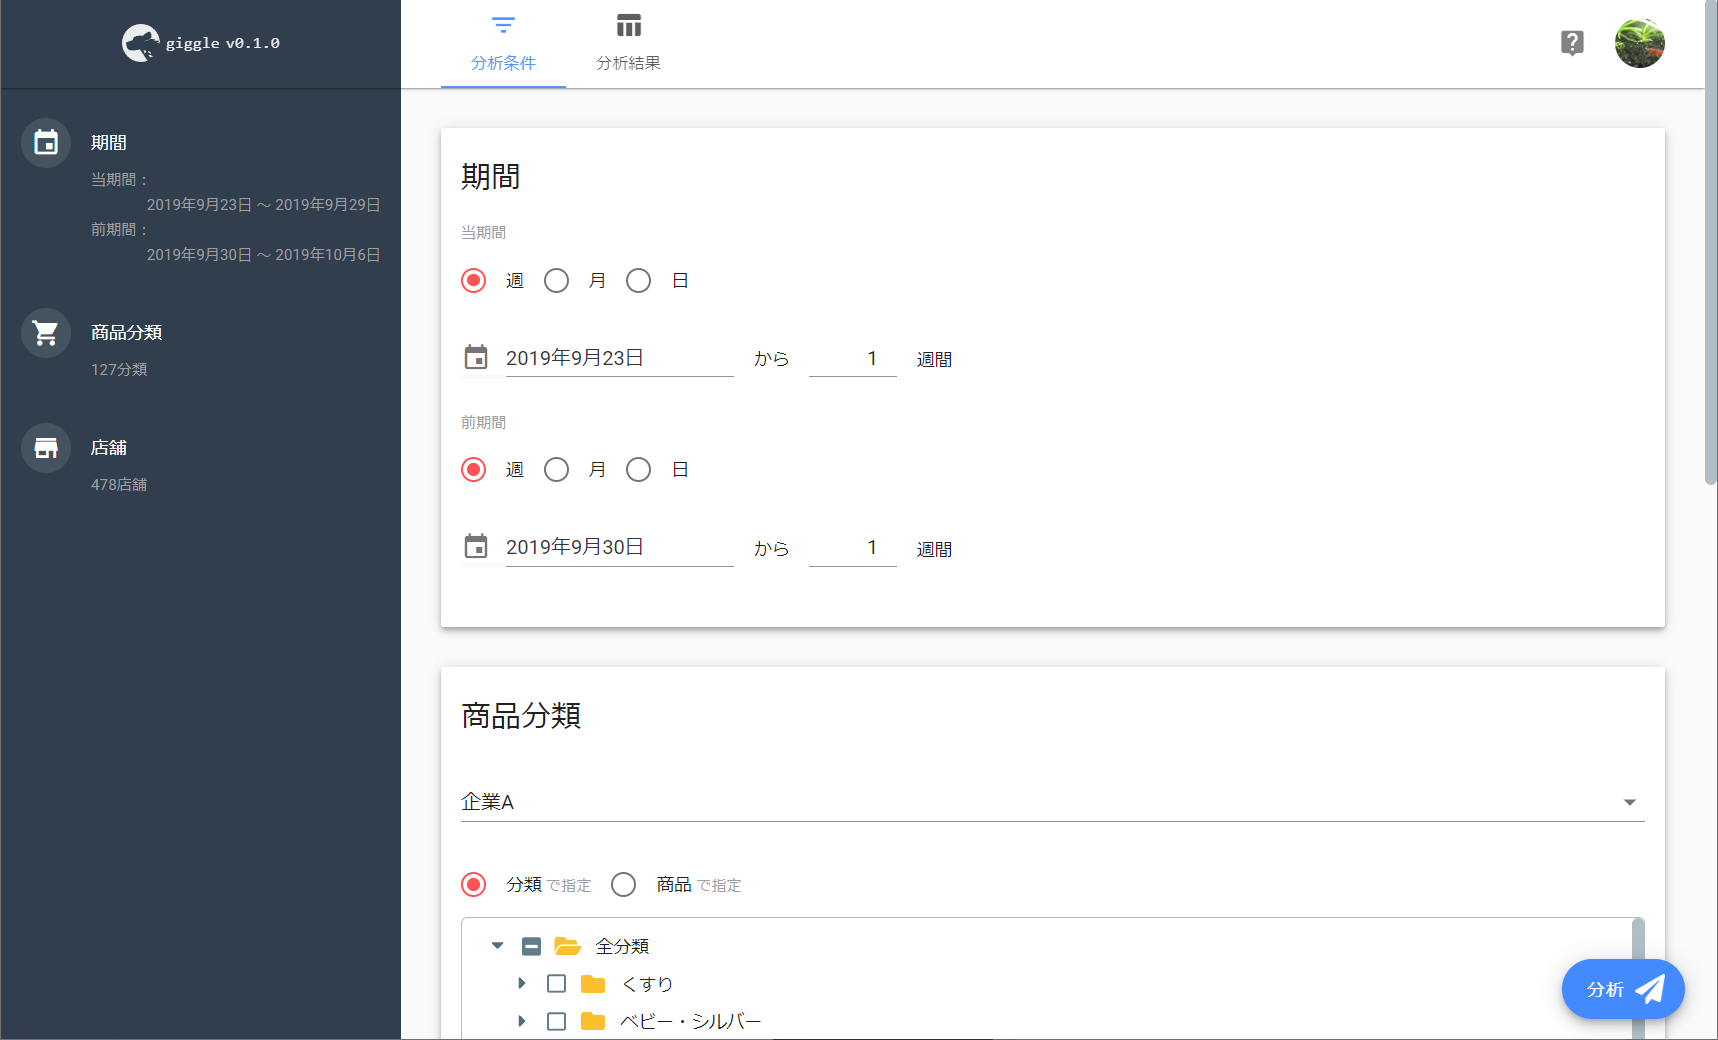 giggle v0.1.0
期間
当期間：
2019年9月23日 ～ 2019年9月29日
前期間：
2019年9月30日 ～ 2019年10月6日
商品分類
127分類
店舗
478店舗
分析条件
分析結果
期間
当期間
週 月 日
2019年9月23日 から 1 週間
前期間
週 月 日
2019年9月30日 から 1 週間
商品分類
企業A
分類 で指定 商品 で指定
全分類
くすり
ベビー・シルバー
分析